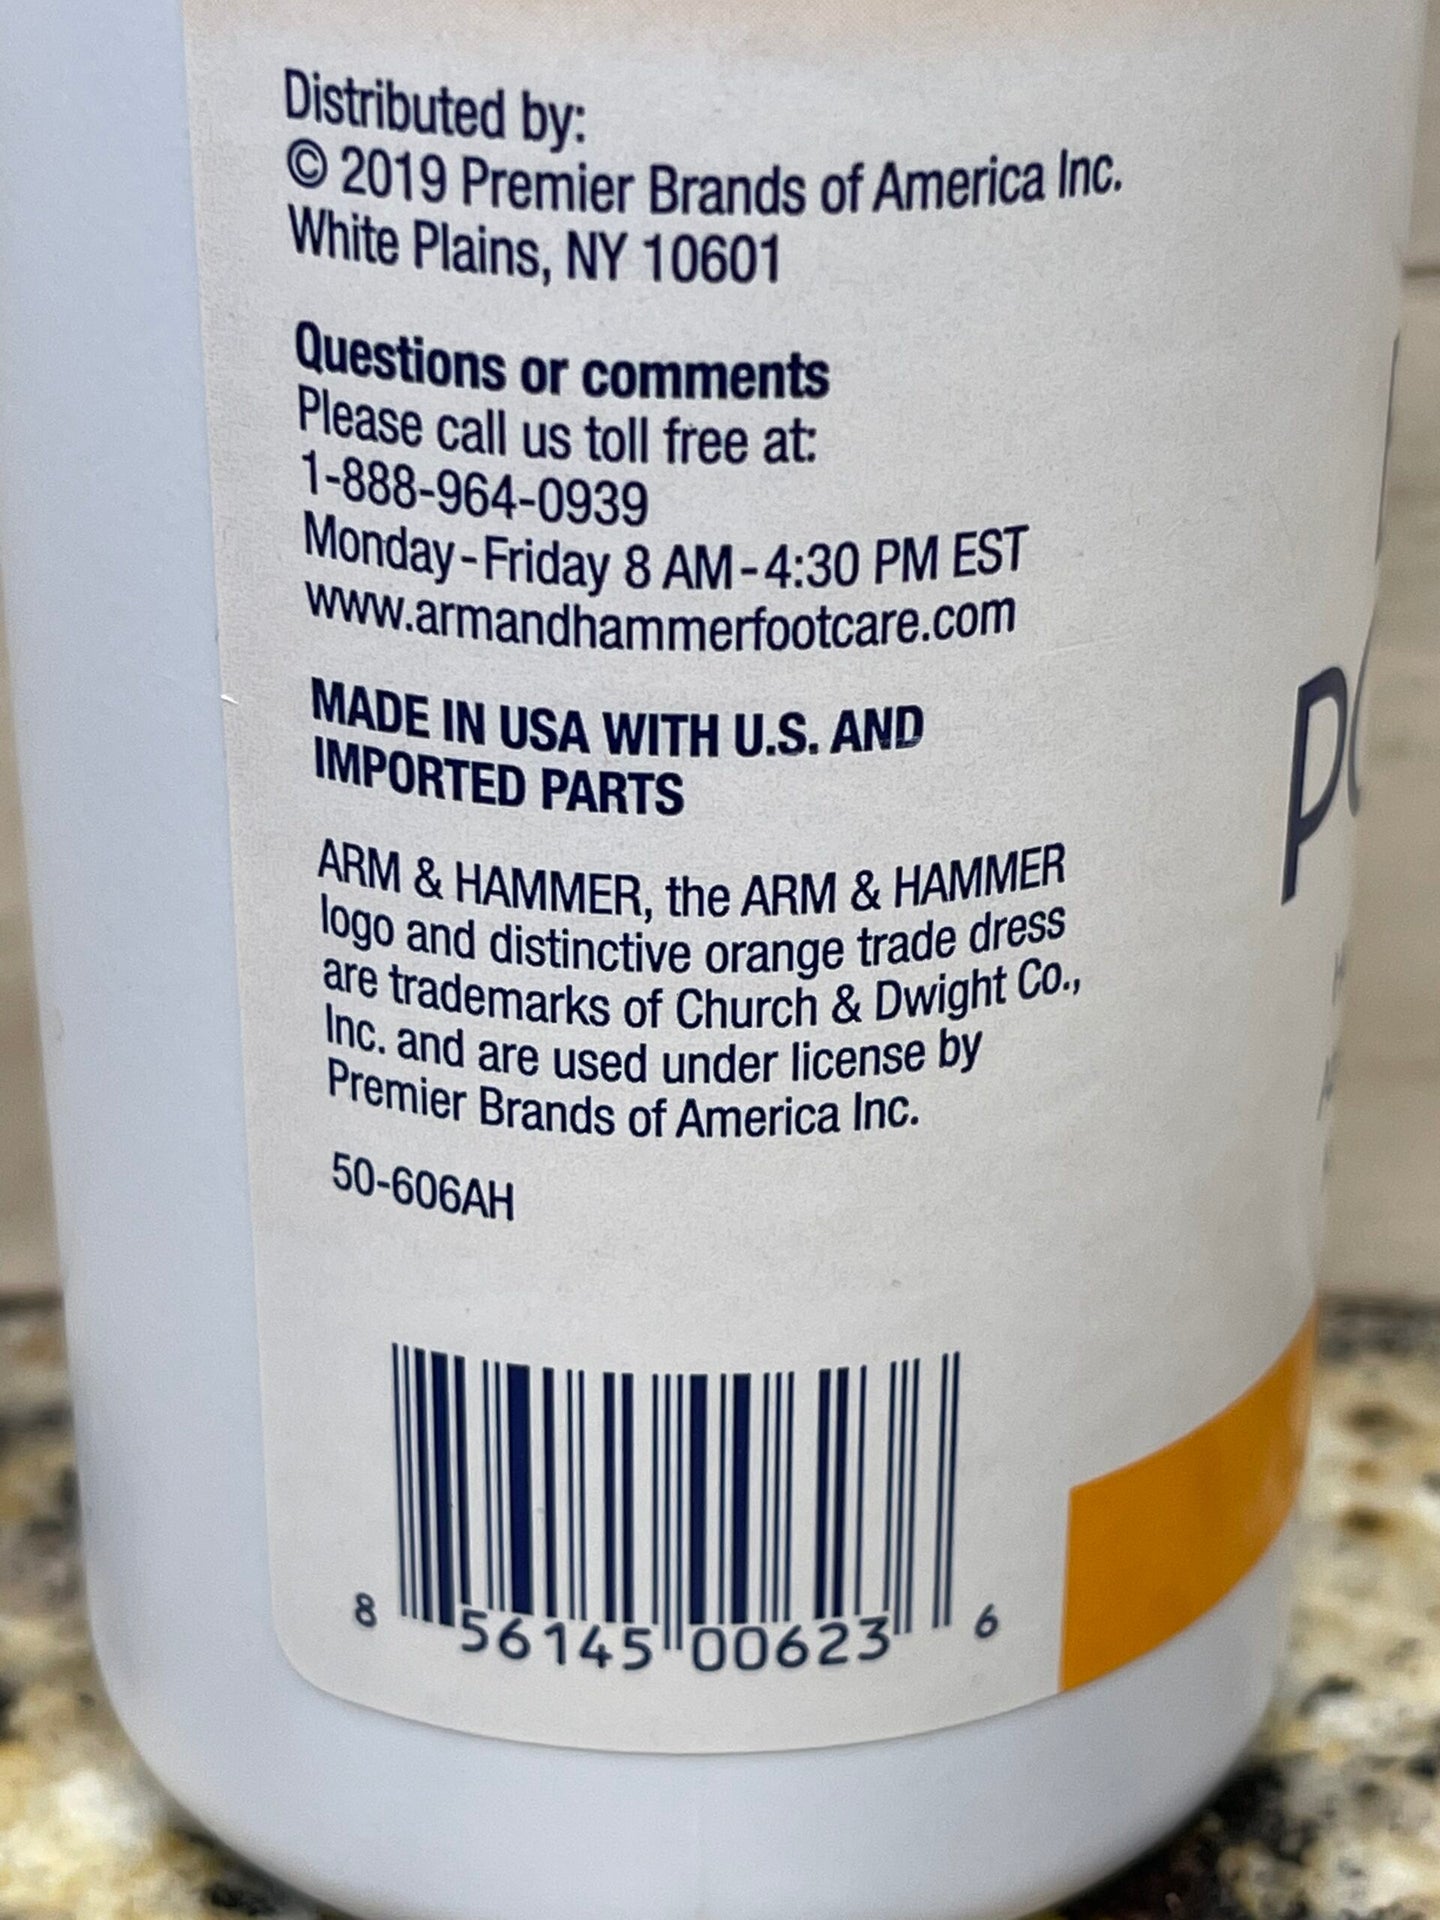 Distributed by:
© 2019 Premier Brands of America Inc.
White Plains, NY 10601
Questions or comments
Please call us toll free at:
1-888-964-0939
Monday-Friday 8 AM-4:30 PM EST
www.armandhammerfootcare.com
MADE IN USA WITH U.S. AND
IMPORTED PARTS
ARM & HAMMER, the ARM & HAMMER
logo and distinctive orange trade dress
are trademarks of Church & Dwight Co.,
Inc. and are used under license by
Premier Brands of America Inc.
50-606AH
8 56145 00623 6